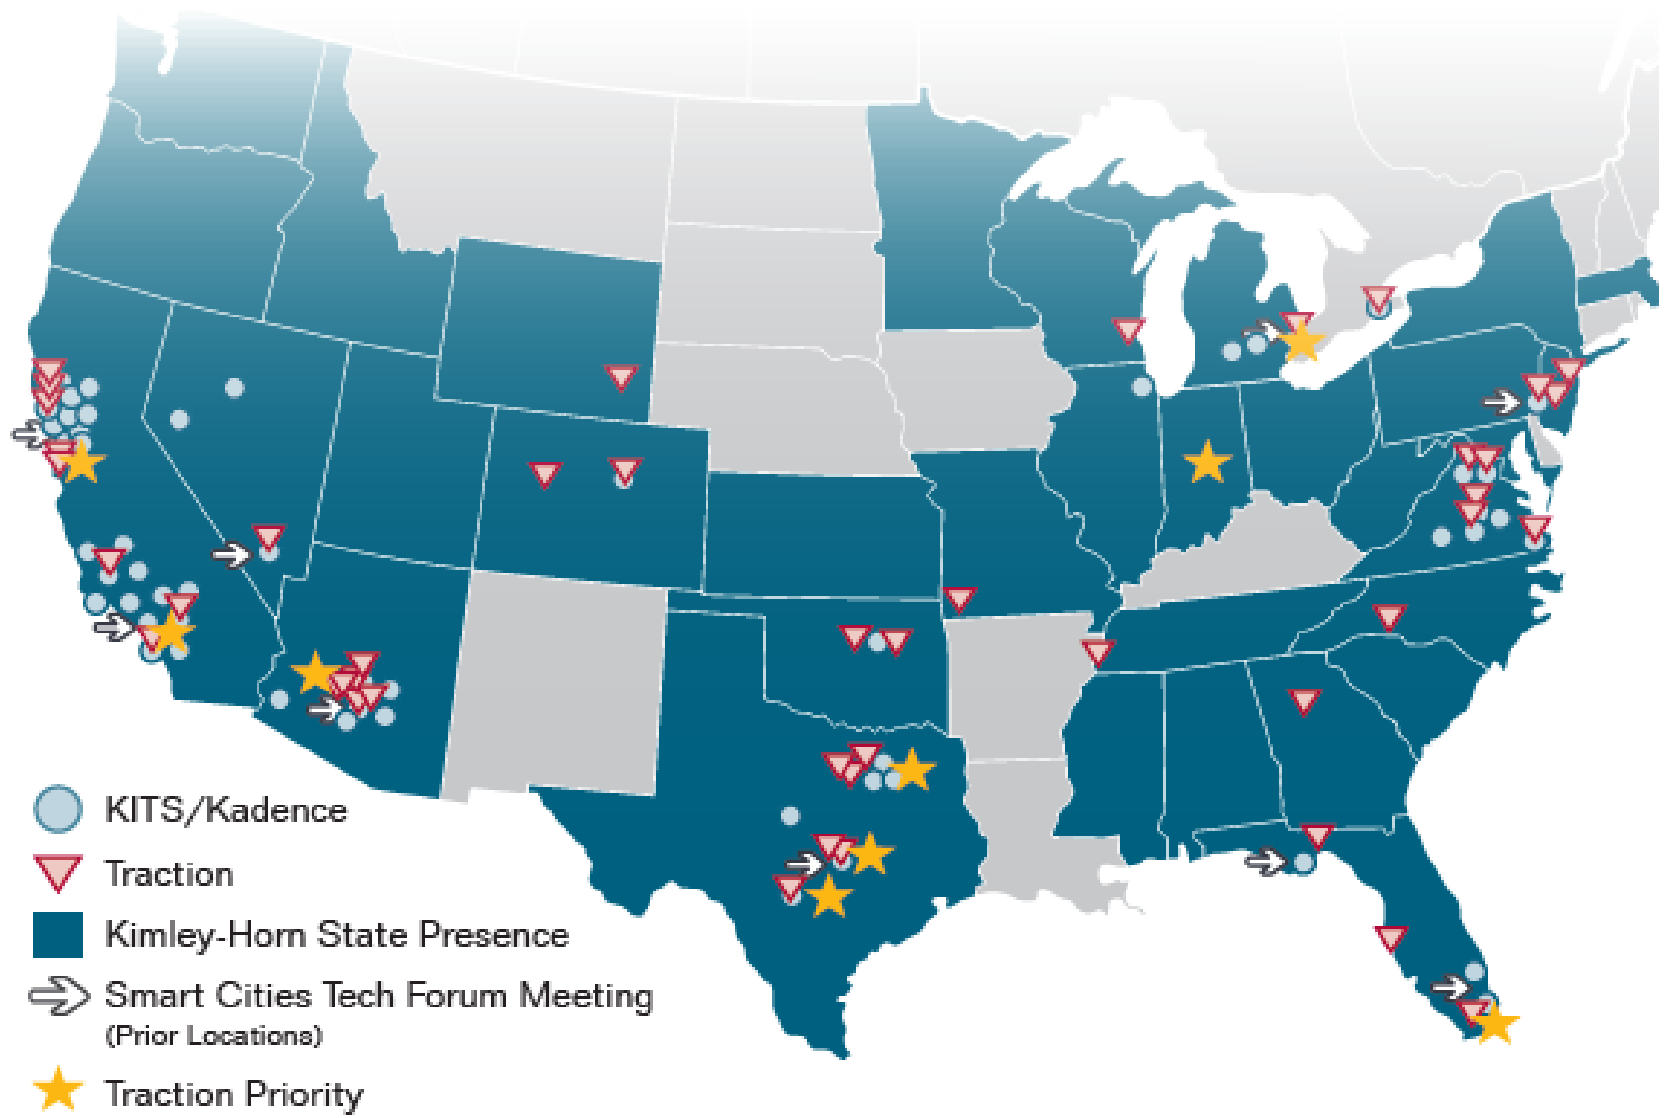 KITS/Kadence
Traction
Kimley-Horn State Presence
Smart Cities Tech Forum Meeting
(Prior Locations)
Traction Priority